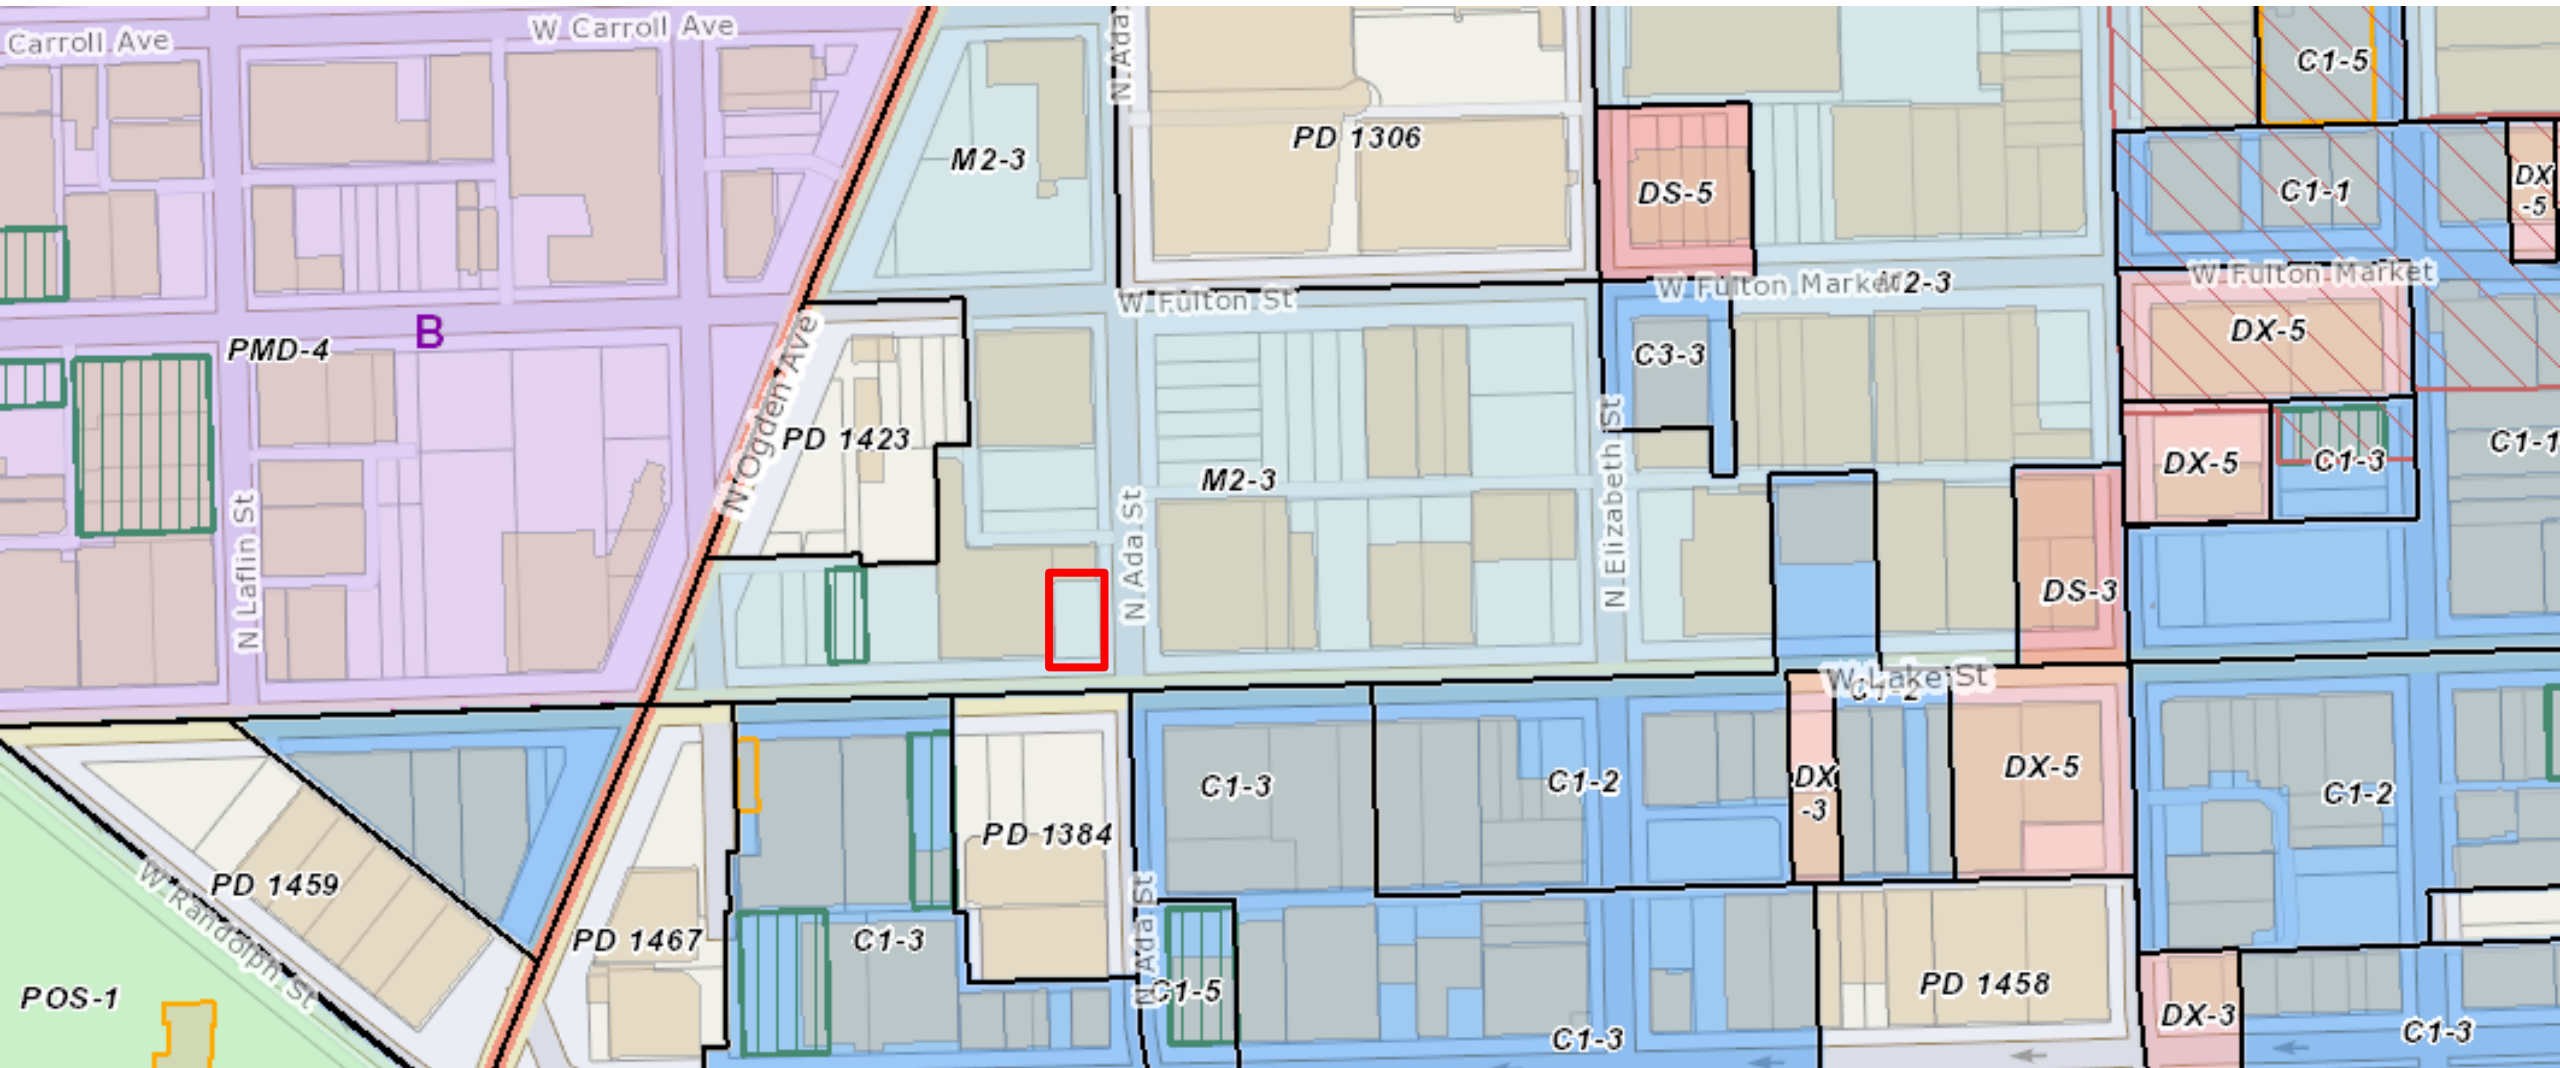 Carroll Ave
W Carroll Ave
N Ada
C1-5
PD 1306
M2-3
DS-5
C1-1
DX
-5
W Fulton St
W Fulton Market
M2-3
W Fulton Market
B
PMD-4
N Ogden Ave
C3-3
DX-5
PD 1423
M2-3
N Elizabeth St
DX-5
C1-3
C1-1
N Laflin St
N Ada St
DS-3
W Lake St
C1-2
C1-3
C1-2
DX
-3
DX-5
C1-2
PD 1384
W Randolph St
PD 1459
PD 1467
C1-3
N Ada St
C1-5
PD 1458
POS-1
C1-3
DX-3
C1-3